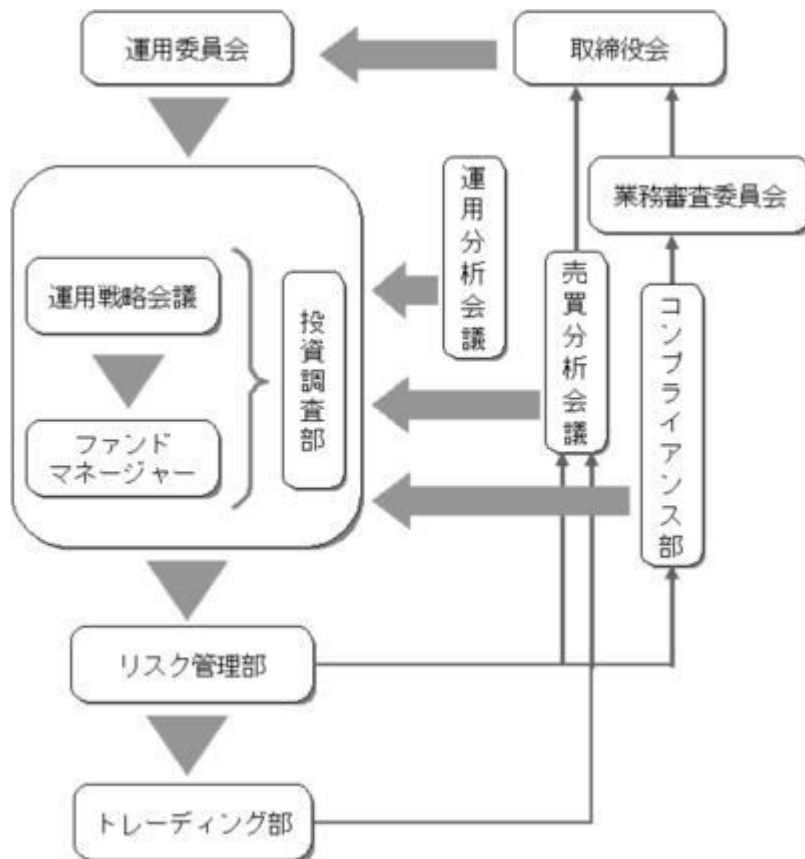 運用委員会
取締役会
運用分析会議
業務審査委員会
運用戦略会議
投資調査部
売買分析会議
コンプライアンス部
ファンド
マネージャー
リスク管理部
トレーディング部